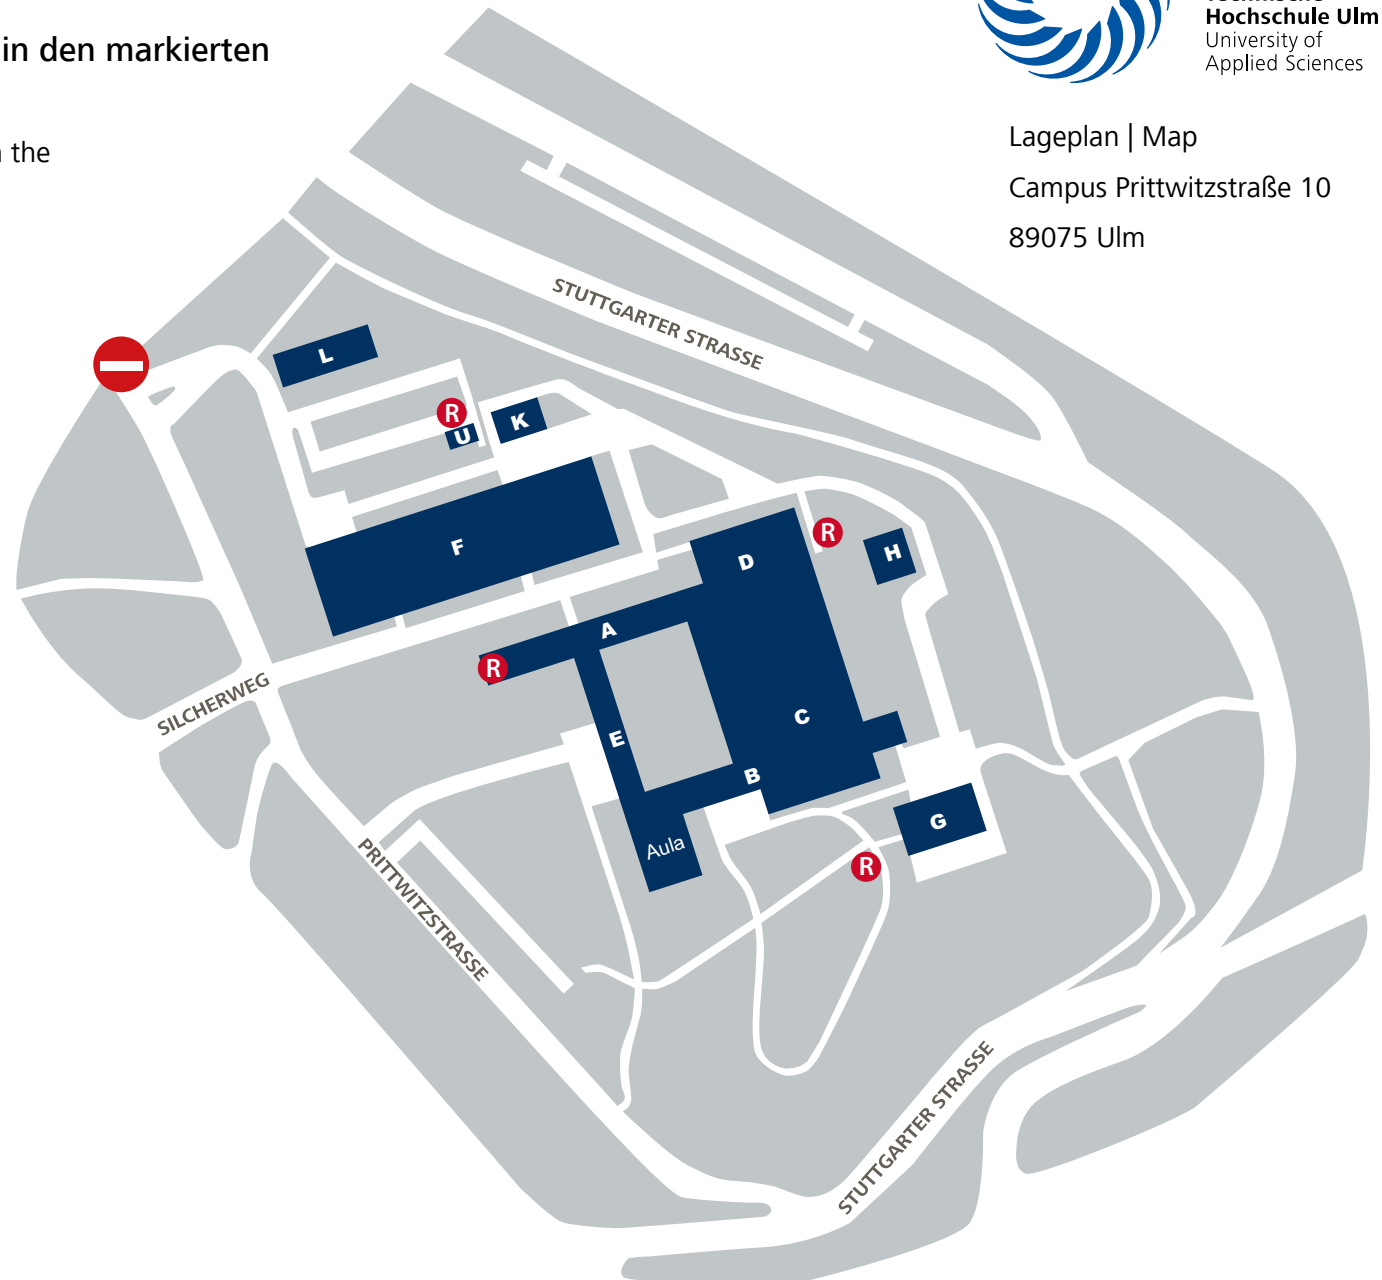 in den markierten
the
Hochschule Ulm
University of
Applied Sciences
Lageplan | Map
Campus Prittwitzstraße 10
89075 Ulm
STUTTGARTER STRASSE
L
R
U
K
F
D
R
H
A
R
SILCHERWEG
E
C
B
G
Aula
R
PRITTWITZSTRASSE
STUTTGARTER STRASSE